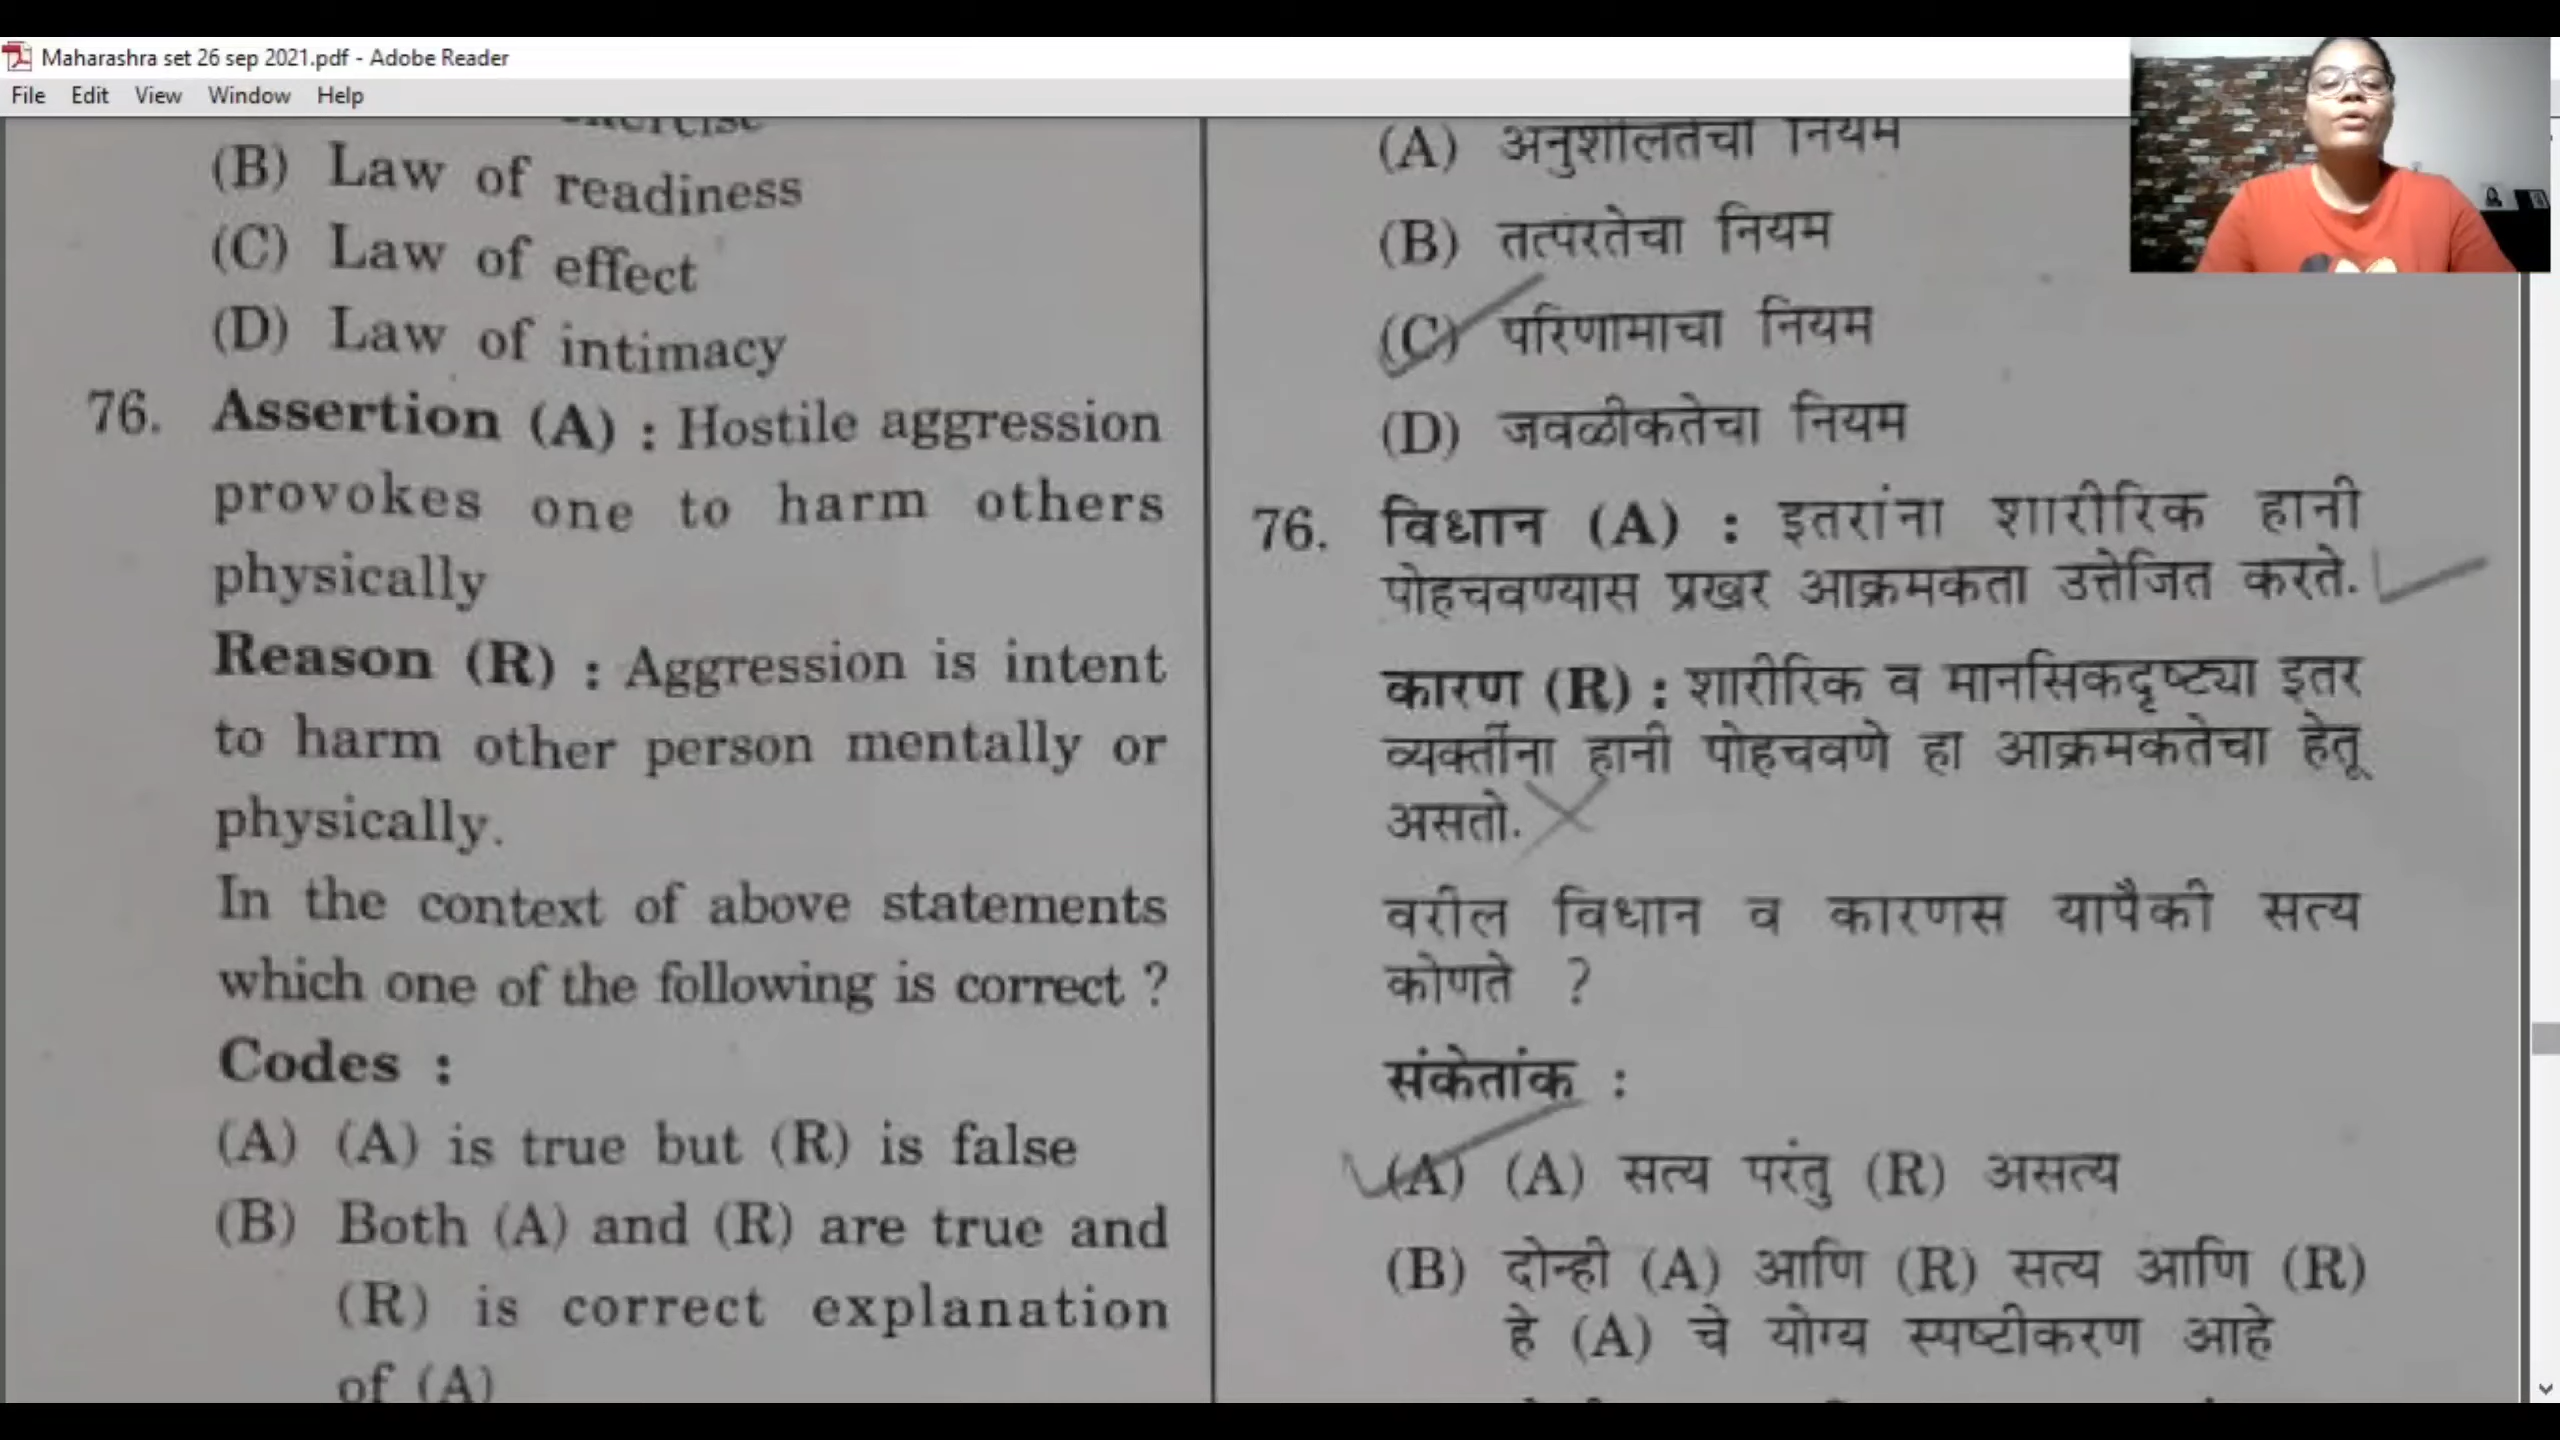 Maharashra set 26 sep 2021.pdf - Adobe Reader
File Edit View Window Help
(B) Law of readiness
(C) Law of effect
(D) Law of intimacy
76. Assertion (A) : Hostile aggression
provokes one to harm others
physically
Reason (R) : Aggression is intent
to harm other person mentally or
physically.
In the context of above statements
which one of the following is correct ?
Codes :
(A) (A) is true but (R) is false
(B) Both (A) and (R) are true and
(R) is correct explanation
of (A)
(A) अनुशीलतेचा नियम
(B) तत्परतेचा नियम
(C) परिणामाचा नियम
(D) जवळीकतेचा नियम
76. विधान (A) : इतरांना शारीरिक हानी
पोहचवण्यास प्रखर आक्रमकता उत्तेजित करते.
कारण (R) : शारीरिक व मानसिकदृष्ट्या इतर
व्यक्तींना हानी पोहचवणे हा आक्रमकतेचा हेतू
असतो.
वरील विधान व कारणस यापैकी सत्य
कोणते ?
संकेतांक :
(A) (A) सत्य परंतु (R) असत्य
(B) दोन्ही (A) आणि (R) सत्य आणि (R)
हे (A) चे योग्य स्पष्टीकरण आहे